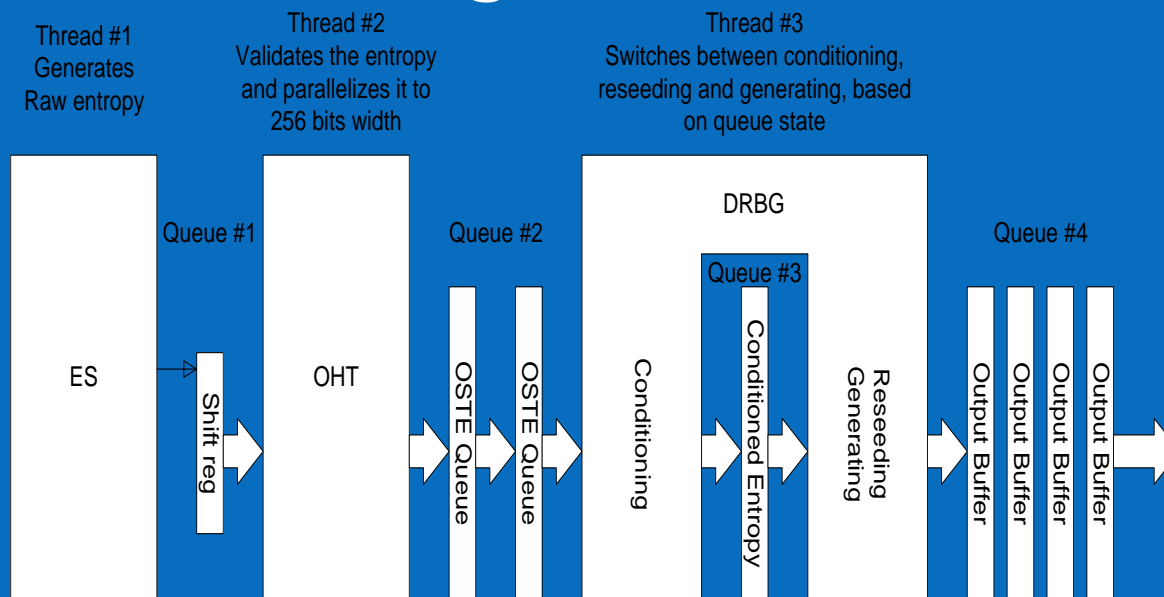 Thread #1
Generates
Raw entropy
Thread #2
Validates the entropy
and parallelizes it to
256 bits width
Thread #3
Switches between conditioning,
reseeding and generating, based
on queue state
ES
Queue #1
Shift reg
OHT
Queue #2
OSTE Queue
OSTE Queue
DRBG
Conditioning
Queue #3
Conditioned Entropy
Reseeding
Generating
Queue #4
Output Buffer
Output Buffer
Output Buffer
Output Buffer